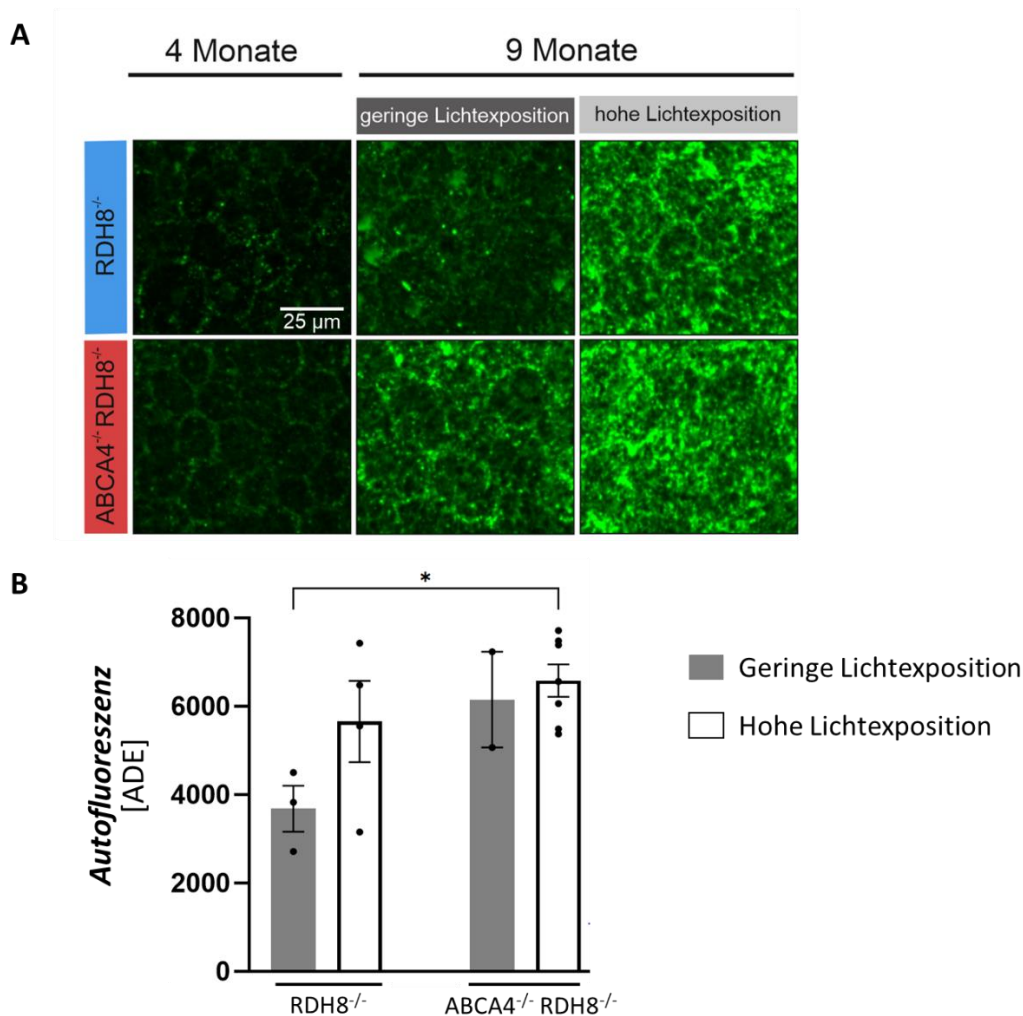 A
4 Monate
9 Monate
geringe Lichtexposition
hohe Lichtexposition
RDH8-/-
25 µm
ABCA4-/- RDH8-/-
B
*
8000
6000
4000
2000
0
Autofluoreszenz
[ADE]
Geringe Lichtexposition
Hohe Lichtexposition
RDH8-/-
ABCA4-/- RDH8-/-